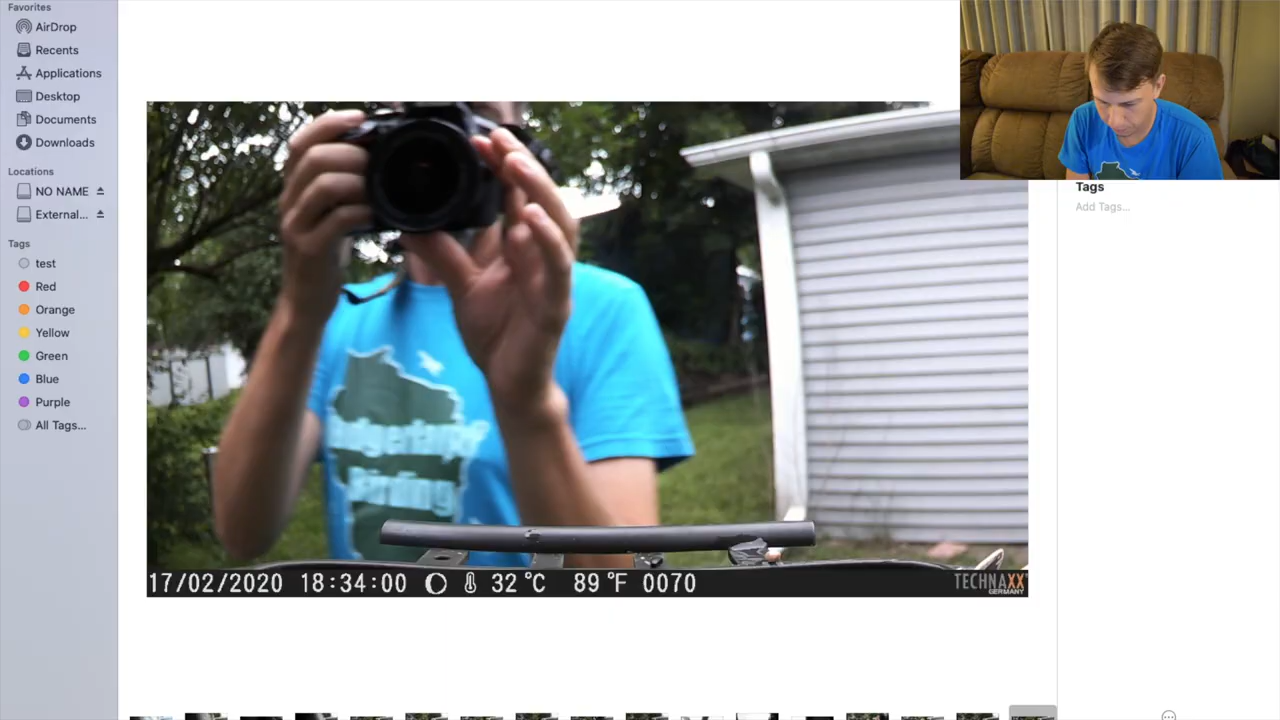 Favorites
AirDrop
Recents
Applications
Desktop
Documents
Downloads
Locations
NO NAME
External...
Tags
test
Red
Orange
Yellow
Green
Blue
Purple
All Tags...
Birding
17/02/2020 18:34:00 32°C 89°F 0070
TECHNAXX
GERMANY
Tags
Add Tags...